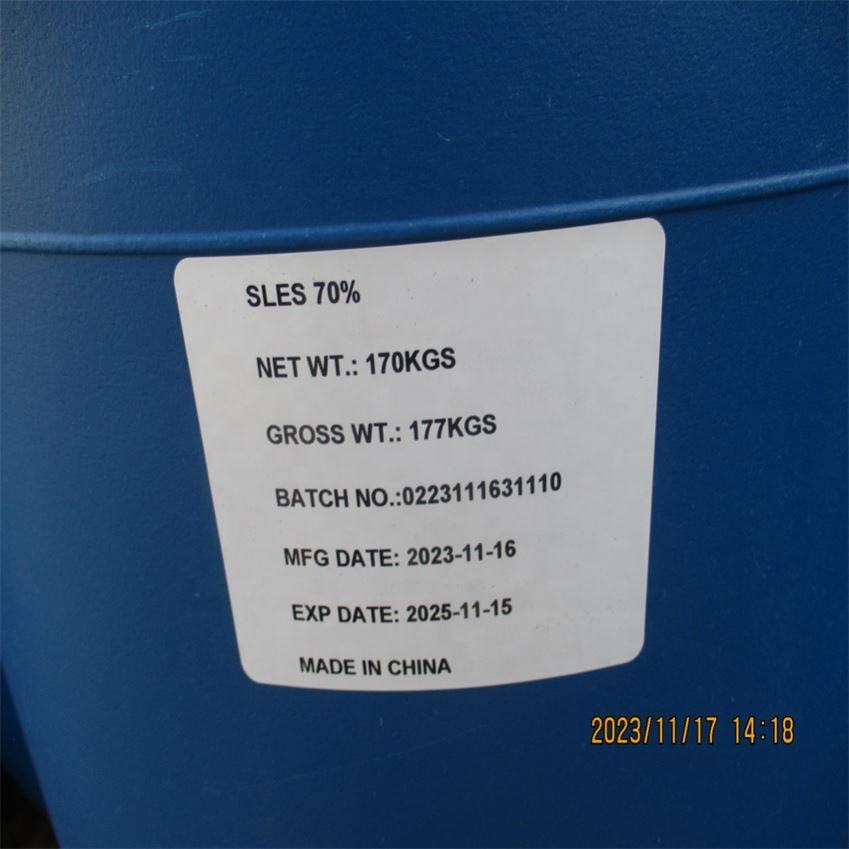 SLES 70%
NET WT.: 170KGS
GROSS WT.: 177KGS
BATCH NO.:0223111631110
MFG DATE: 2023-11-16
EXP DATE: 2025-11-15
MADE IN CHINA
2023/11/17 14:18